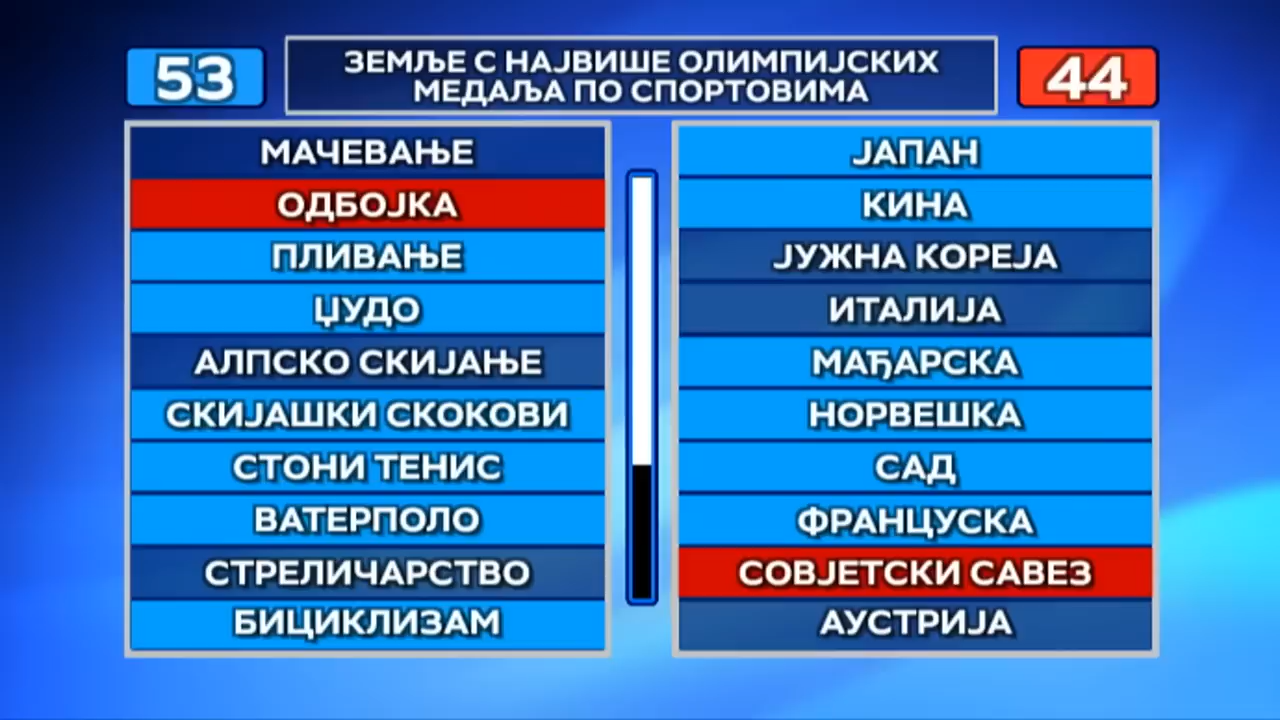 53
ЗЕМЉЕ С НАЈВИШЕ ОЛИМПИЈСКИХ
МЕДАЉА ПО СПОРТОВИМА
44
МАЧЕВАЊЕ
ОДБОЈКА
ПЛИВАЊЕ
ЏУДО
АЛПСКО СКИЈАЊЕ
СКИЈАШКИ СКОКОВИ
СТОНИ ТЕНИС
ВАТЕРПОЛО
СТРЕЛИЧАРСТВО
БИЦИКЛИЗАМ
ЈАПАН
КИНА
ЈУЖНА КОРЕЈА
ИТАЛИЈА
МАЂАРСКА
НОРВЕШКА
САД
ФРАНЦУСКА
СОВЈЕТСКИ САВЕЗ
АУСТРИЈА